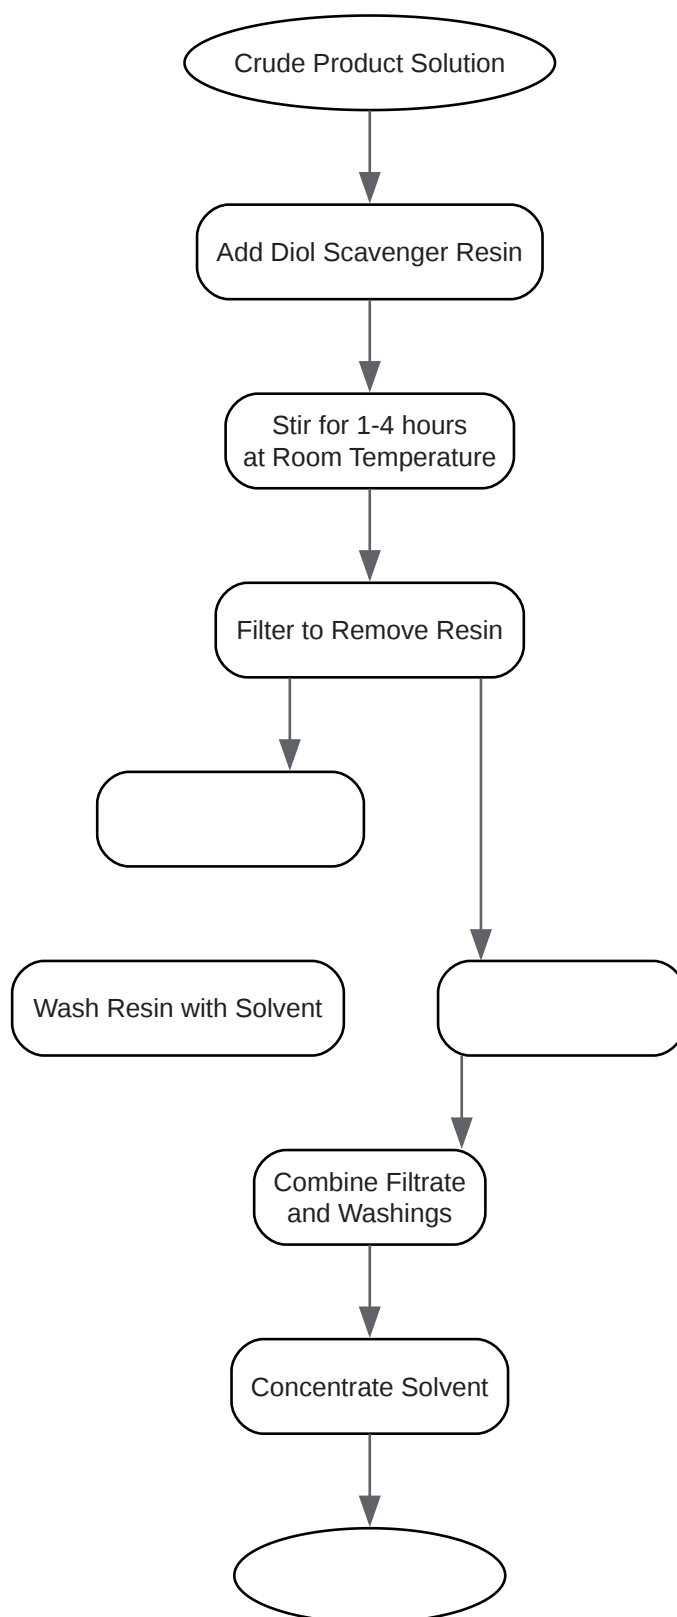 Crude Product Solution
Add Diol Scavenger Resin
Stir for 1-4 hours
at Room Temperature
Filter to Remove Resin
Wash Resin with Solvent
Combine Filtrate
and Washings
Concentrate Solvent